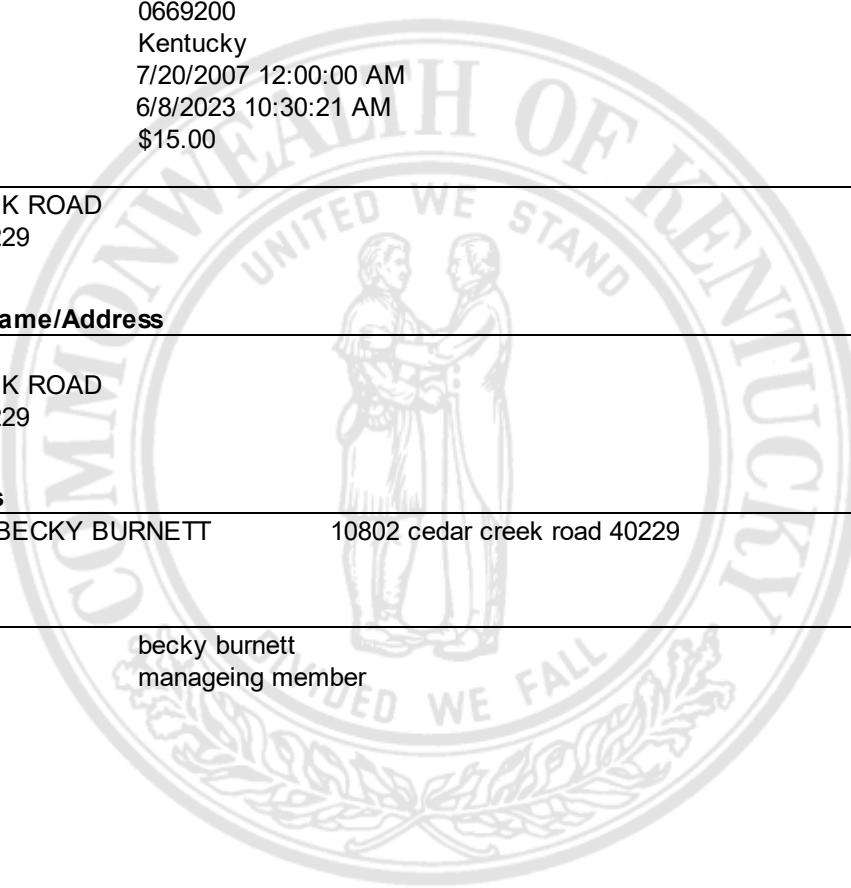 0669200
Kentucky
7/20/2007 12:00:00 AM
6/8/2023 10:30:21 AM
$15.00
K ROAD
229
ame/Address
K ROAD
229
s
BECKY BURNETT 10802 cedar creek road 40229
becky burnett
manageing member
COMMONWEALTH OF KENTUCKY
UNITED WE STAND
DIVIDED WE FALL